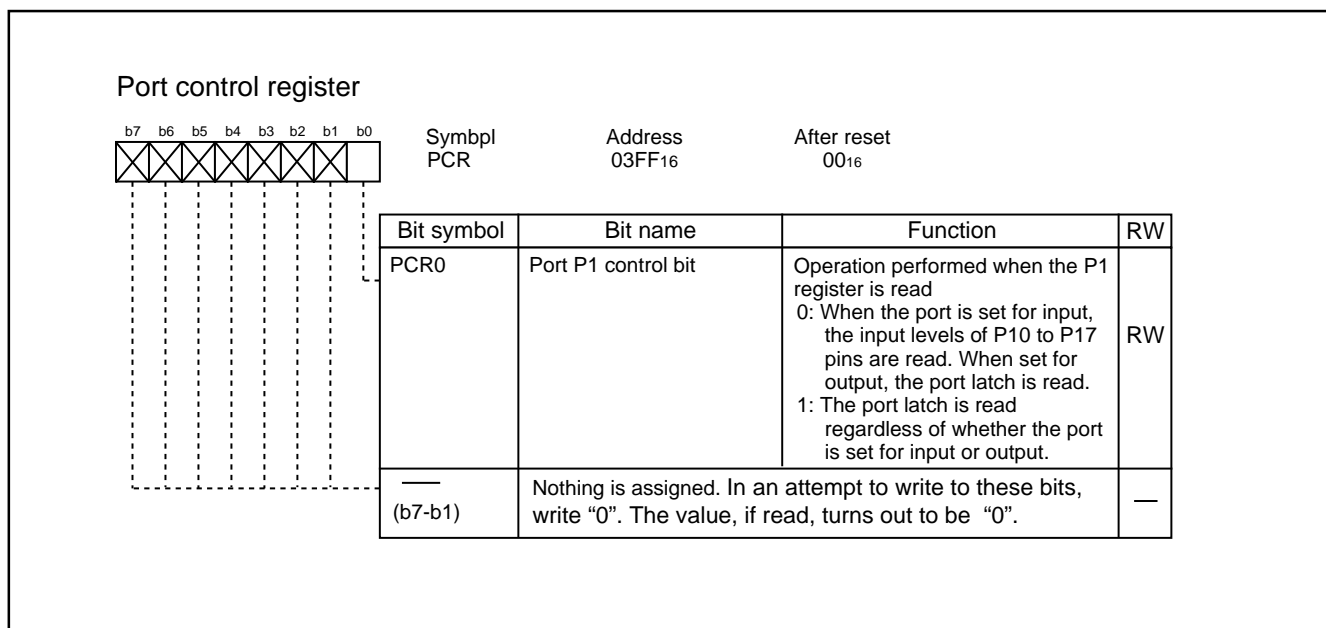 Port control register
b7 b6 b5 b4 b3 b2 b1 b0
Symbpl Address After reset
PCR 03FF16 0016
Bit symbol Bit name Function RW
PCR0 Port P1 control bit Operation performed when the P1
register is read
0: When the port is set for input,
the input levels of P10 to P17
pins are read. When set for
output, the port latch is read.
1: The port latch is read
regardless of whether the port
is set for input or output.
RW
— Nothing is assigned. In an attempt to write to these bits, —
(b7-b1) write “0”. The value, if read, turns out to be “0”.